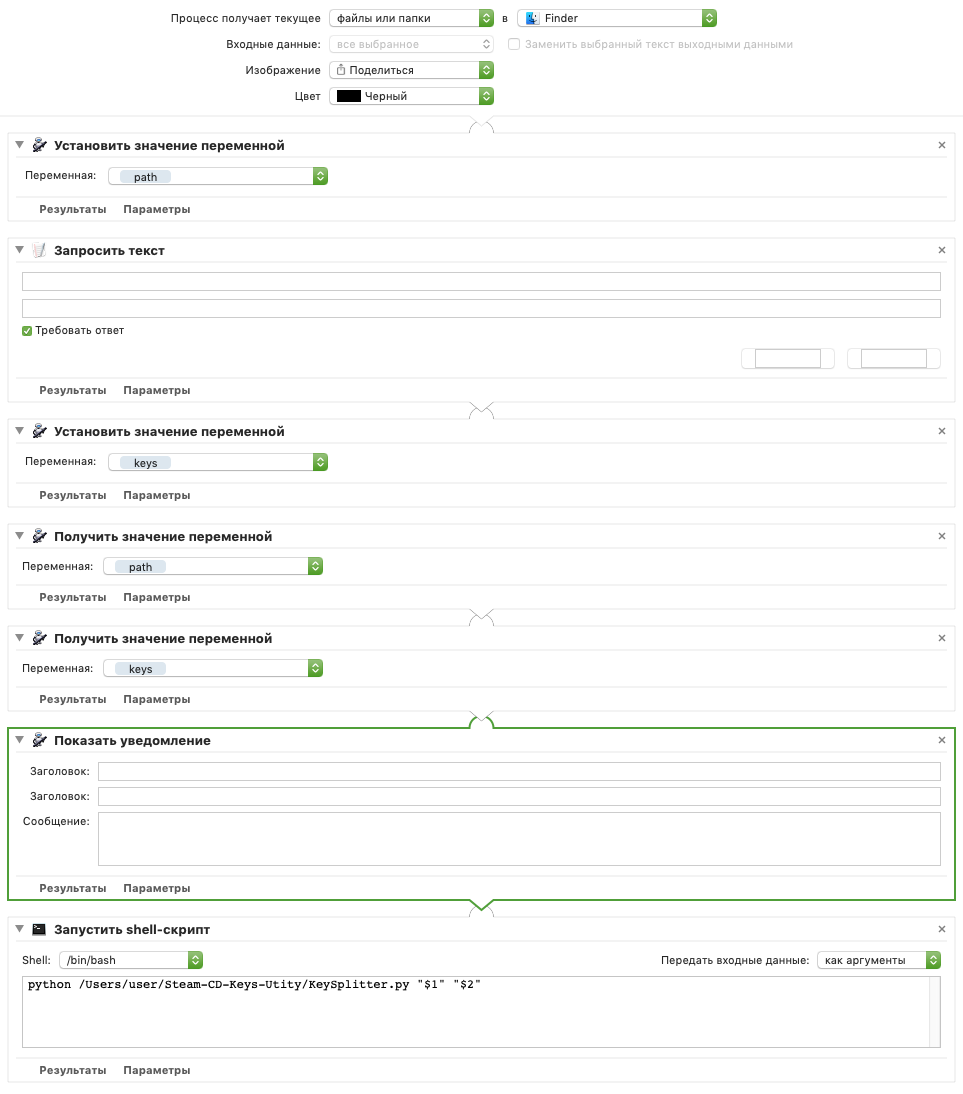 Процесс получает текущее файлы или папки в Finder
Входные данные: все выбранное Заменить выбранный текст выходными данными
Изображение Поделиться
Цвет Черный
Установить значение переменной
Переменная: path
Результаты Параметры
Запросить текст
Требовать ответ
Результаты Параметры
Установить значение переменной
Переменная: keys
Результаты Параметры
Получить значение переменной
Переменная: path
Результаты Параметры
Получить значение переменной
Переменная: keys
Результаты Параметры
Показать уведомление
Заголовок:
Заголовок:
Сообщение:
Результаты Параметры
Запустить shell-скрипт
Shell: /bin/bash Передать входные данные: как аргументы
python /Users/user/Steam-CD-Keys-Utity/KeySplitter.py "$1" "$2"
Результаты Параметры